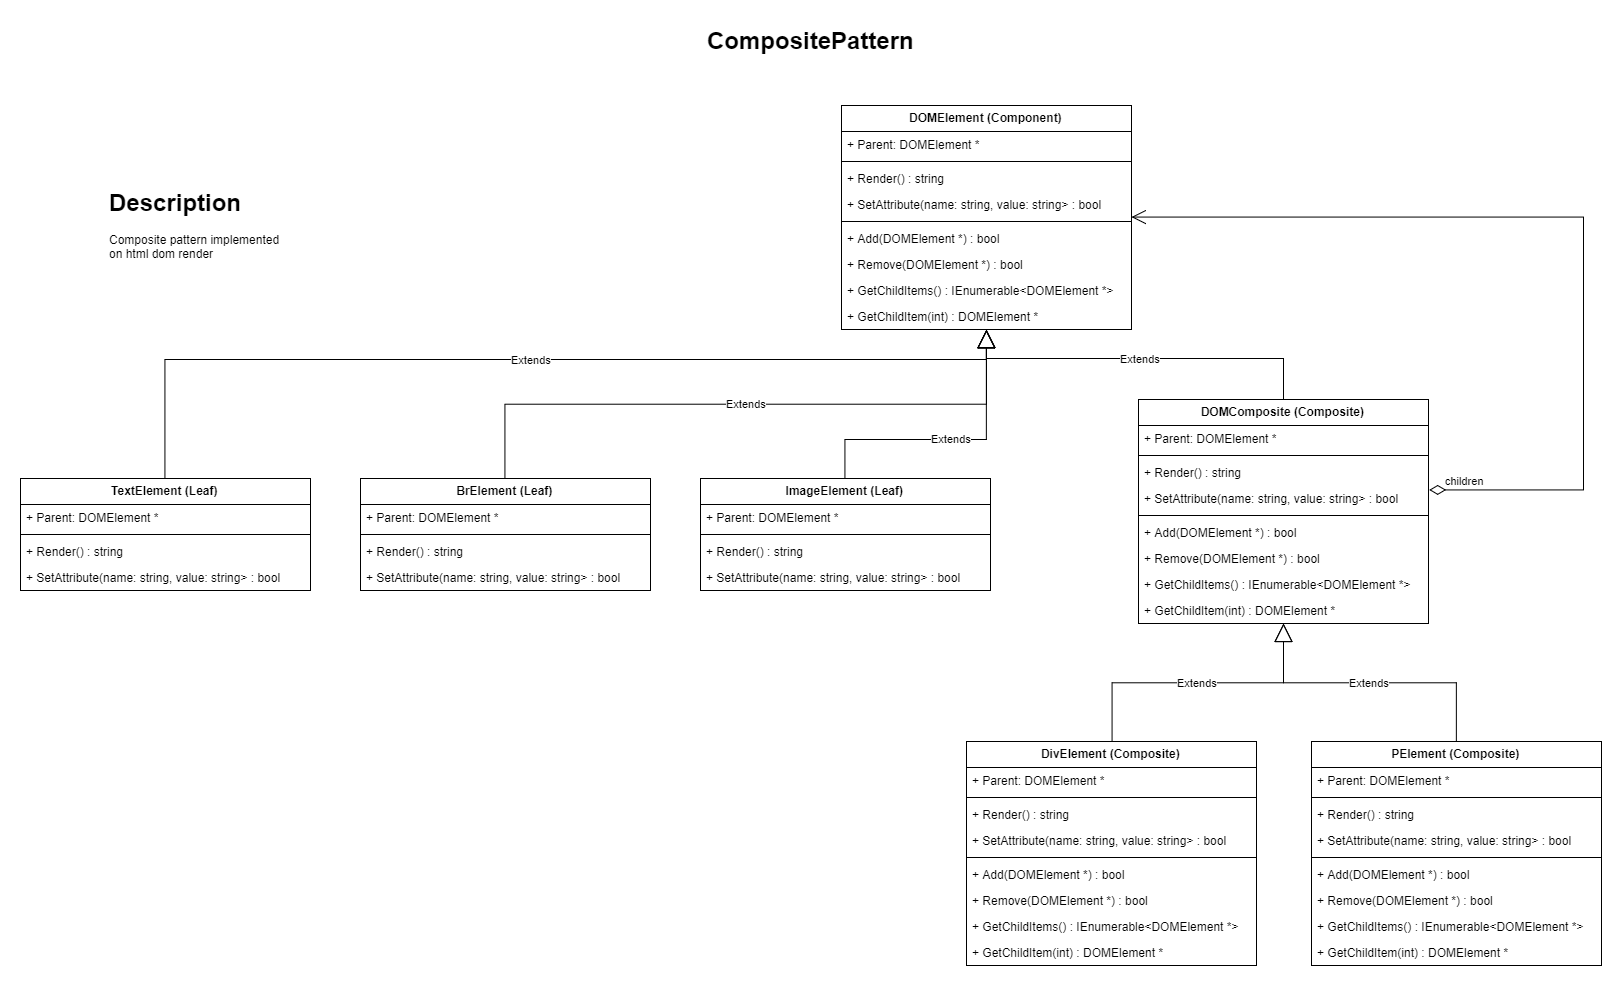 CompositePattern
DOMElement (Component)
+ Parent: DOMElement *
+ Render() : string
+ SetAttribute(name: string, value: string> : bool
+ Add(DOMElement *) : bool
+ Remove(DOMElement *) : bool
+ GetChildItems() : IEnumerable<DOMElement *>
+ GetChildItem(int) : DOMElement *
Description
Composite pattern implemented
on html dom render
Extends
Extends
Extends
Extends
TextElement (Leaf)
+ Parent: DOMElement *
+ Render() : string
+ SetAttribute(name: string, value: string> : bool
BrElement (Leaf)
+ Parent: DOMElement *
+ Render() : string
+ SetAttribute(name: string, value: string> : bool
ImageElement (Leaf)
+ Parent: DOMElement *
+ Render() : string
+ SetAttribute(name: string, value: string> : bool
DOMComposite (Composite)
+ Parent: DOMElement *
+ Render() : string
+ SetAttribute(name: string, value: string> : bool
+ Add(DOMElement *) : bool
+ Remove(DOMElement *) : bool
+ GetChildItems() : IEnumerable<DOMElement *>
+ GetChildItem(int) : DOMElement *
children
Extends
Extends
DivElement (Composite)
+ Parent: DOMElement *
+ Render() : string
+ SetAttribute(name: string, value: string> : bool
+ Add(DOMElement *) : bool
+ Remove(DOMElement *) : bool
+ GetChildItems() : IEnumerable<DOMElement *>
+ GetChildItem(int) : DOMElement *
PElement (Composite)
+ Parent: DOMElement *
+ Render() : string
+ SetAttribute(name: string, value: string> : bool
+ Add(DOMElement *) : bool
+ Remove(DOMElement *) : bool
+ GetChildItems() : IEnumerable<DOMElement *>
+ GetChildItem(int) : DOMElement *